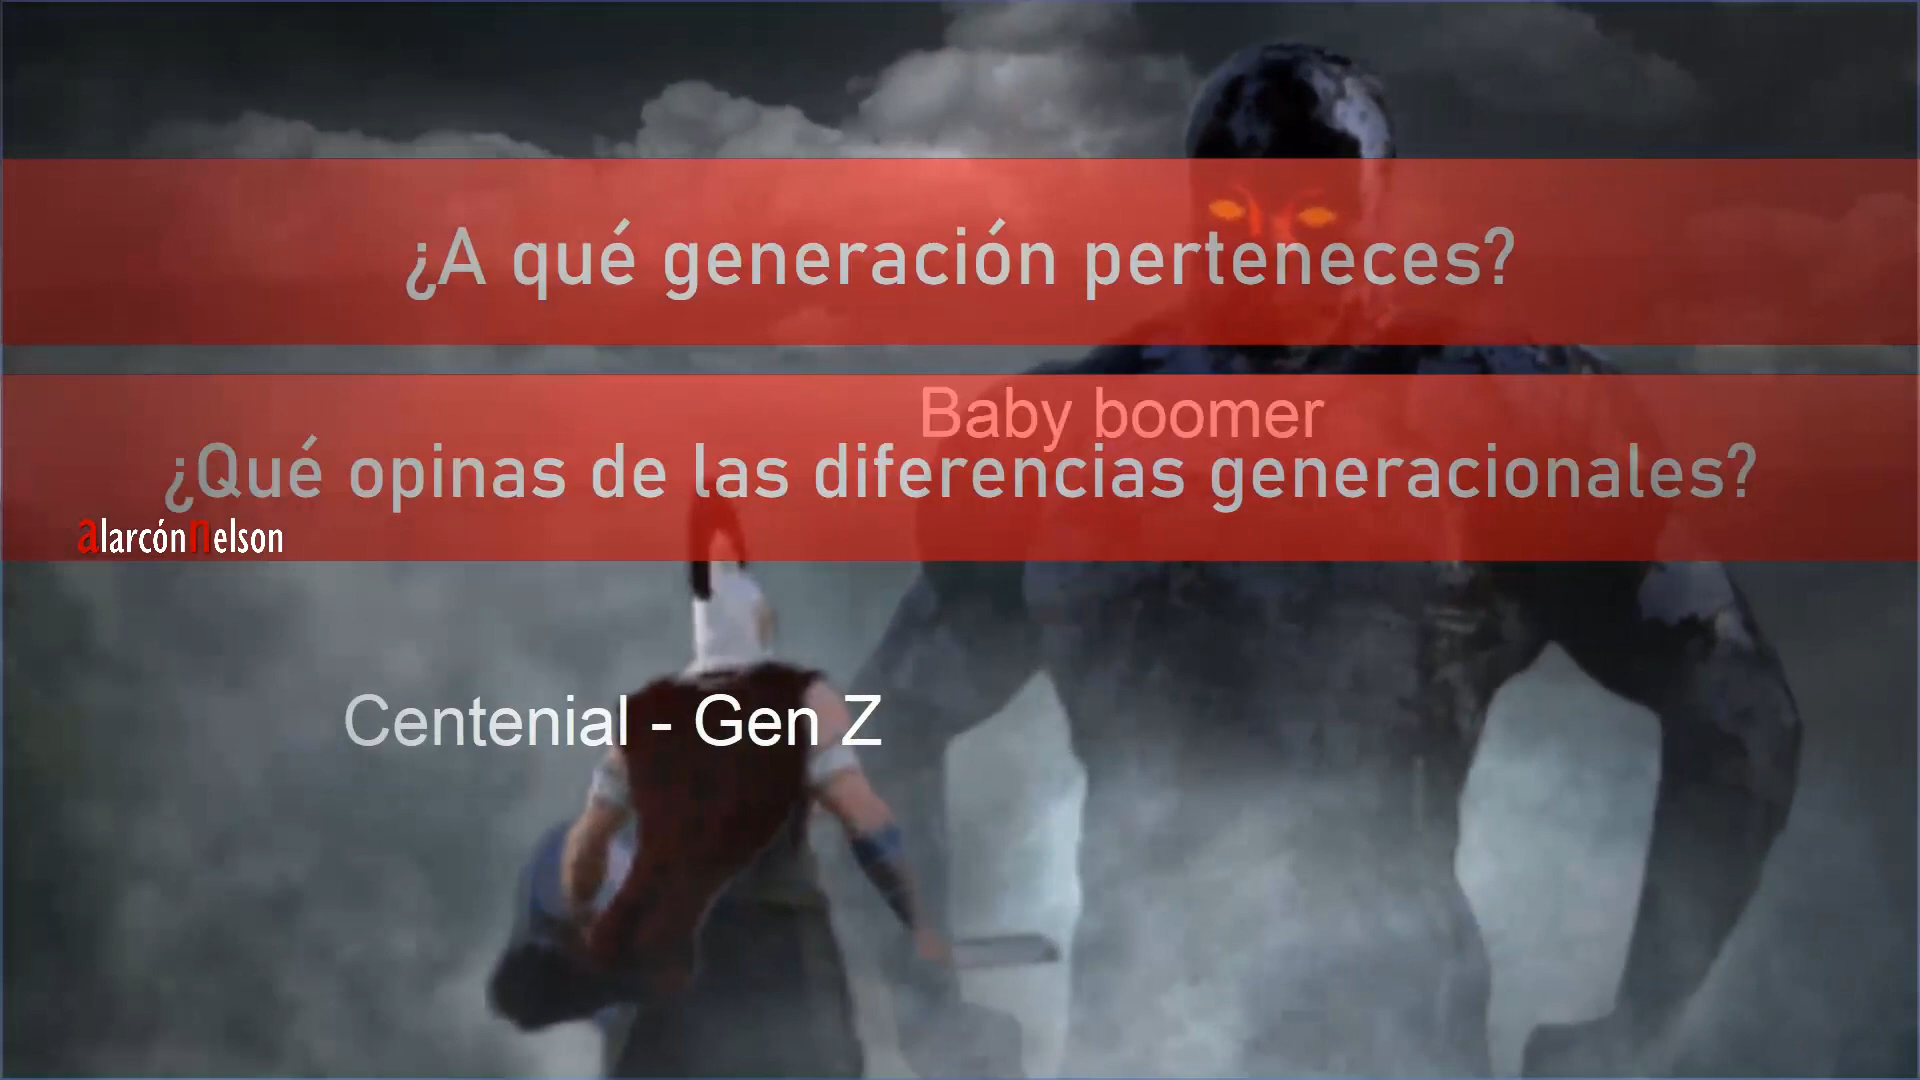 ¿A qué generación perteneces?
Baby boomer
¿Qué opinas de las diferencias generacionales?
alarcónnelson
Centenial - Gen Z